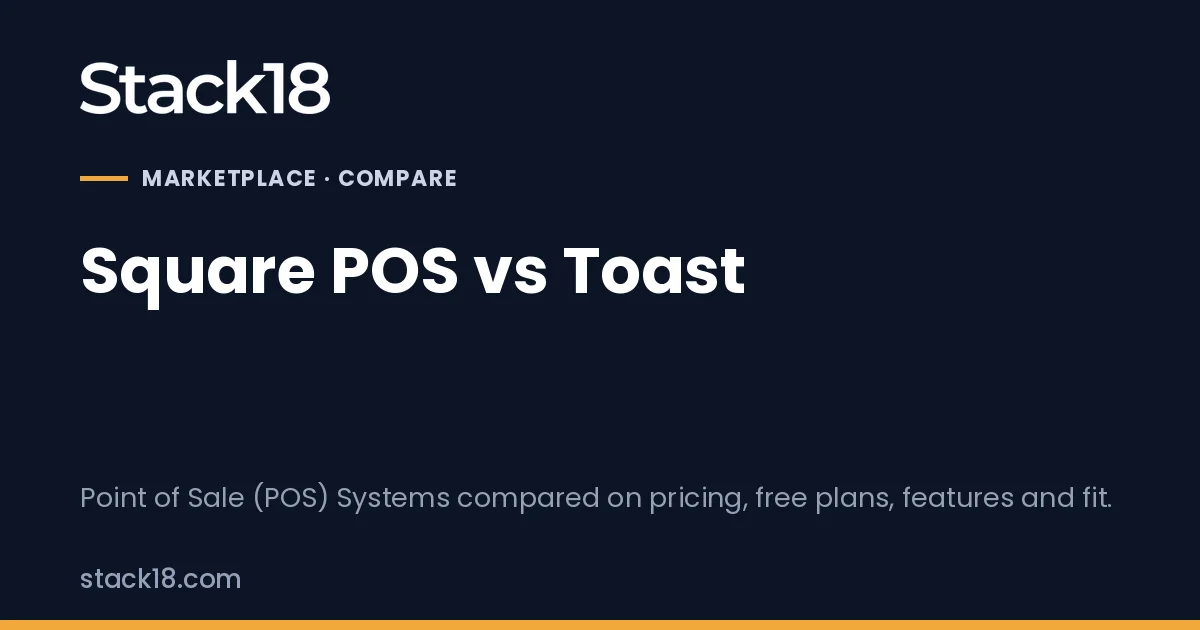 Stack18
MARKETPLACE · COMPARE
Square POS vs Toast
Point of Sale (POS) Systems compared on pricing, free plans, features and fit.
stack18.com